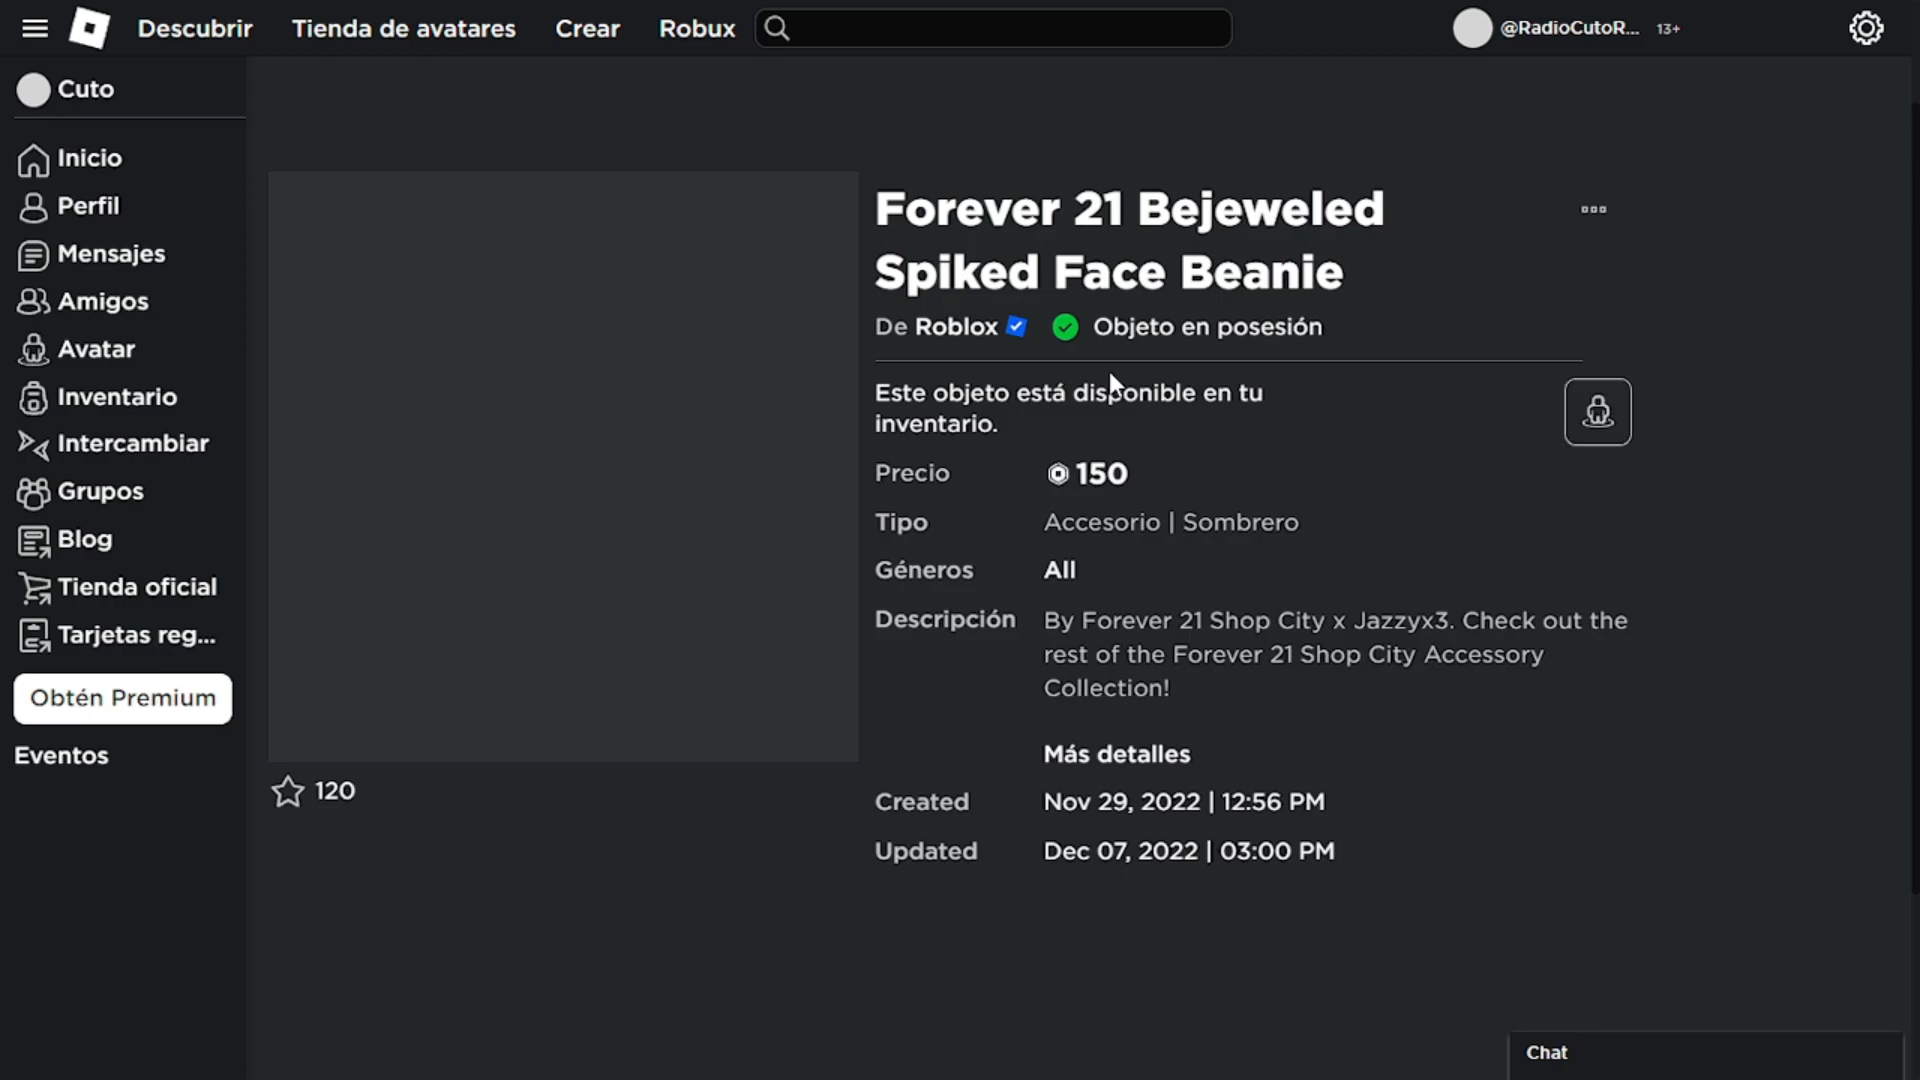 Descubrir Tienda de avatares Crear Robux @RadioCutoR... 13+
Cuto
Inicio
Perfil
Mensajes
Amigos
Avatar
Inventario
Intercambiar
Grupos
Blog
Tienda oficial
Tarjetas reg...
Obtén Premium
Eventos
120
Forever 21 Bejeweled
Spiked Face Beanie
De Roblox Objeto en posesión
Este objeto está disponible en tu
inventario.
Precio 150
Tipo Accesorio | Sombrero
Géneros All
Descripción By Forever 21 Shop City x Jazzyx3. Check out the
rest of the Forever 21 Shop City Accessory
Collection!
Más detalles
Created Nov 29, 2022 | 12:56 PM
Updated Dec 07, 2022 | 03:00 PM
Chat